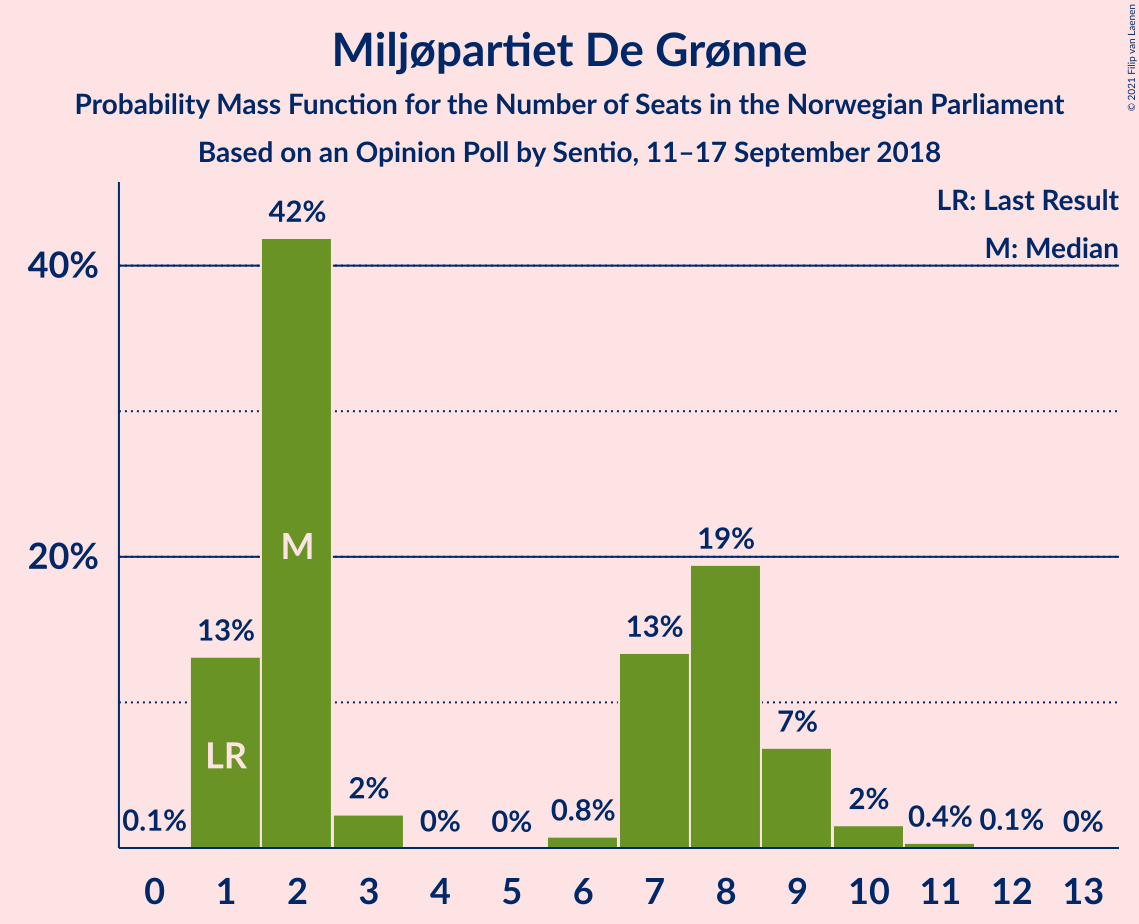 Miljøpartiet De Grønne
Probability Mass Function for the Number of Seats in the Norwegian Parliament
Based on an Opinion Poll by Sentio, 11–17 September 2018
© 2021 Filip van Laenen
LR: Last Result
M: Median
40%
20%
0.1%
13%
42%
2%
0%
0%
0.8%
13%
19%
7%
2%
0.4%
0.1%
0%
LR
M
0 1 2 3 4 5 6 7 8 9 10 11 12 13